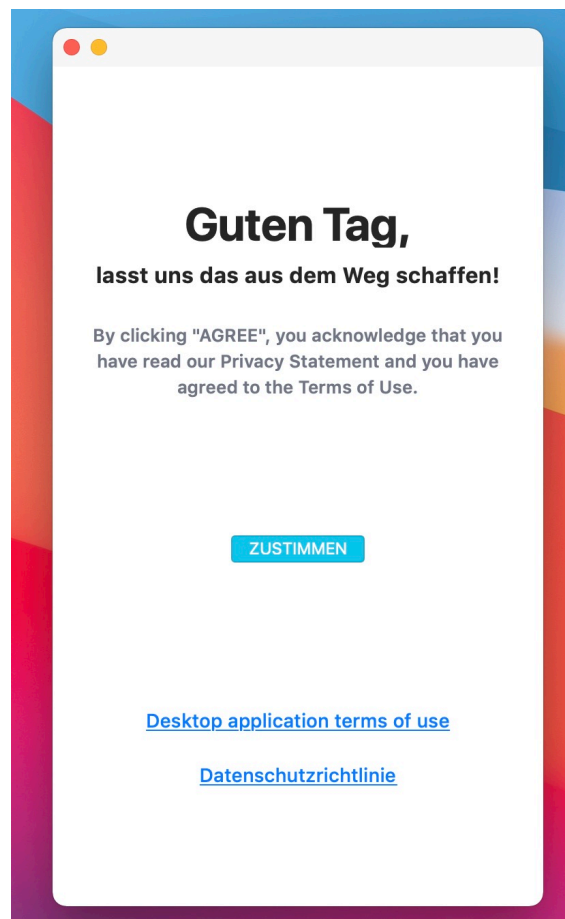 Guten Tag,
lasst uns das aus dem Weg schaffen!
By clicking "AGREE", you acknowledge that you
have read our Privacy Statement and you have
agreed to the Terms of Use.
ZUSTIMMEN
Desktop application terms of use
Datenschutzrichtlinie